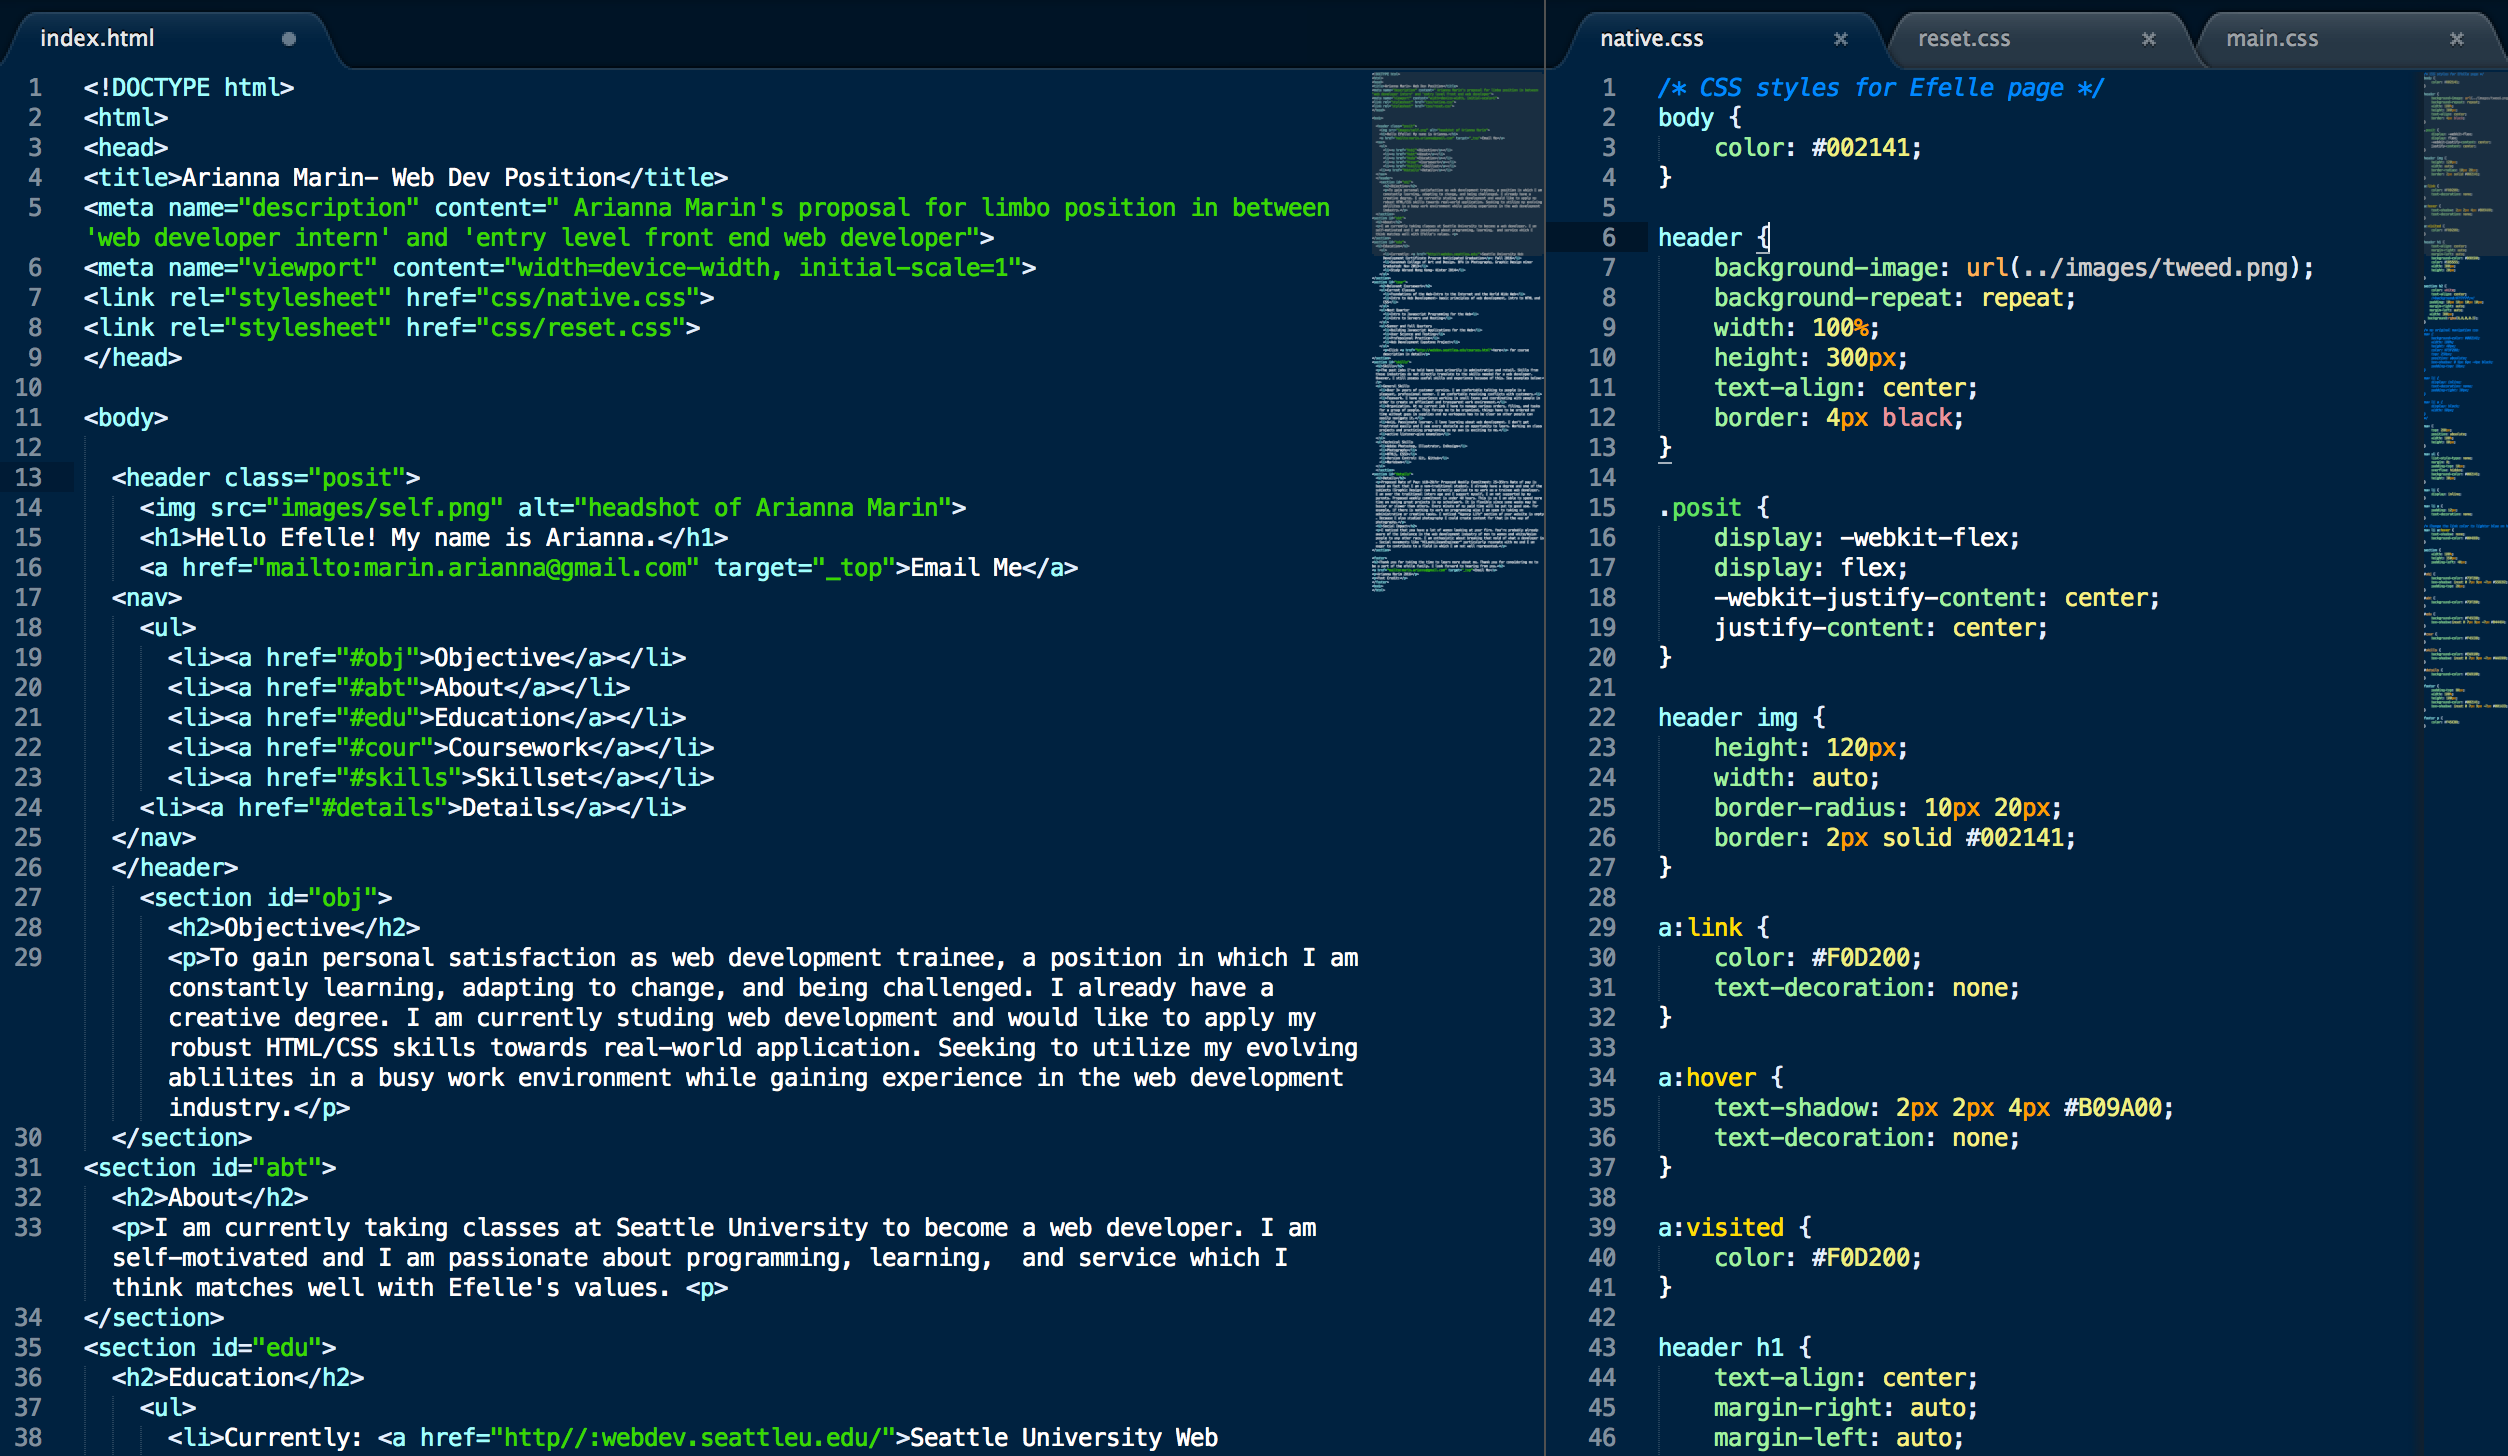 index.html
1 <!DOCTYPE html>
2 <html>
3 <head>
4 <title>Arianna Marin– Web Dev Position</title>
5 <meta name="description" content=" Arianna Marin's proposal for limbo position in between
'web developer intern' and 'entry level front end web developer">
6 <meta name="viewport" content="width=device-width, initial-scale=1">
7 <link rel="stylesheet" href="css/native.css">
8 <link rel="stylesheet" href="css/reset.css">
9 </head>
10
11 <body>
12
13 <header class="posit">
14 <img src="images/self.png" alt="headshot of Arianna Marin">
15 <h1>Hello Efelle! My name is Arianna.</h1>
16 <a href="mailto:marin.arianna@gmail.com" target="_top">Email Me</a>
17 <nav>
18 <ul>
19 <li><a href="#obj">Objective</a></li>
20 <li><a href="#abt">About</a></li>
21 <li><a href="#edu">Education</a></li>
22 <li><a href="#cour">Coursework</a></li>
23 <li><a href="#skills">Skillset</a></li>
24 <li><a href="#details">Details</a></li>
25 </nav>
26 </header>
27 <section id="obj">
28 <h2>Objective</h2>
29 <p>To gain personal satisfaction as web development trainee, a position in which I am
constantly learning, adapting to change, and being challenged. I already have a
creative degree. I am currently studing web development and would like to apply my
robust HTML/CSS skills towards real-world application. Seeking to utilize my evolving
ablilites in a busy work environment while gaining experience in the web development
industry.</p>
30 </section>
31 <section id="abt">
32 <h2>About</h2>
33 <p>I am currently taking classes at Seattle University to become a web developer. I am
self-motivated and I am passionate about programming, learning,  and service which I
think matches well with Efelle's values. <p>
34 </section>
35 <section id="edu">
36 <h2>Education</h2>
37 <ul>
38 <li>Currently: <a href="http//:webdev.seattleu.edu/">Seattle University Web
native.css × reset.css × main.css ×
1 /* CSS styles for Efelle page */
2 body {
3 color: #002141;
4 }
5
6 header {
7 background-image: url(../images/tweed.png);
8 background-repeat: repeat;
9 width: 100%;
10 height: 300px;
11 text-align: center;
12 border: 4px black;
13 }
14
15 .posit {
16 display: -webkit-flex;
17 display: flex;
18 -webkit-justify-content: center;
19 justify-content: center;
20 }
21
22 header img {
23 height: 120px;
24 width: auto;
25 border-radius: 10px 20px;
26 border: 2px solid #002141;
27 }
28
29 a:link {
30 color: #F0D200;
31 text-decoration: none;
32 }
33
34 a:hover {
35 text-shadow: 2px 2px 4px #B09A00;
36 text-decoration: none;
37 }
38
39 a:visited {
40 color: #F0D200;
41 }
42
43 header h1 {
44 text-align: center;
45 margin-right: auto;
46 margin-left: auto;